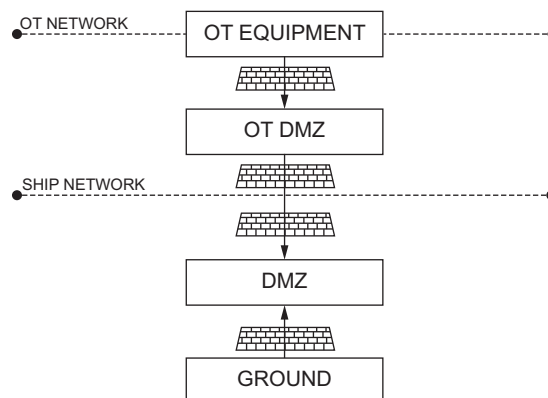 OT NETWORK
OT EQUIPMENT
OT DMZ
SHIP NETWORK
DMZ
GROUND